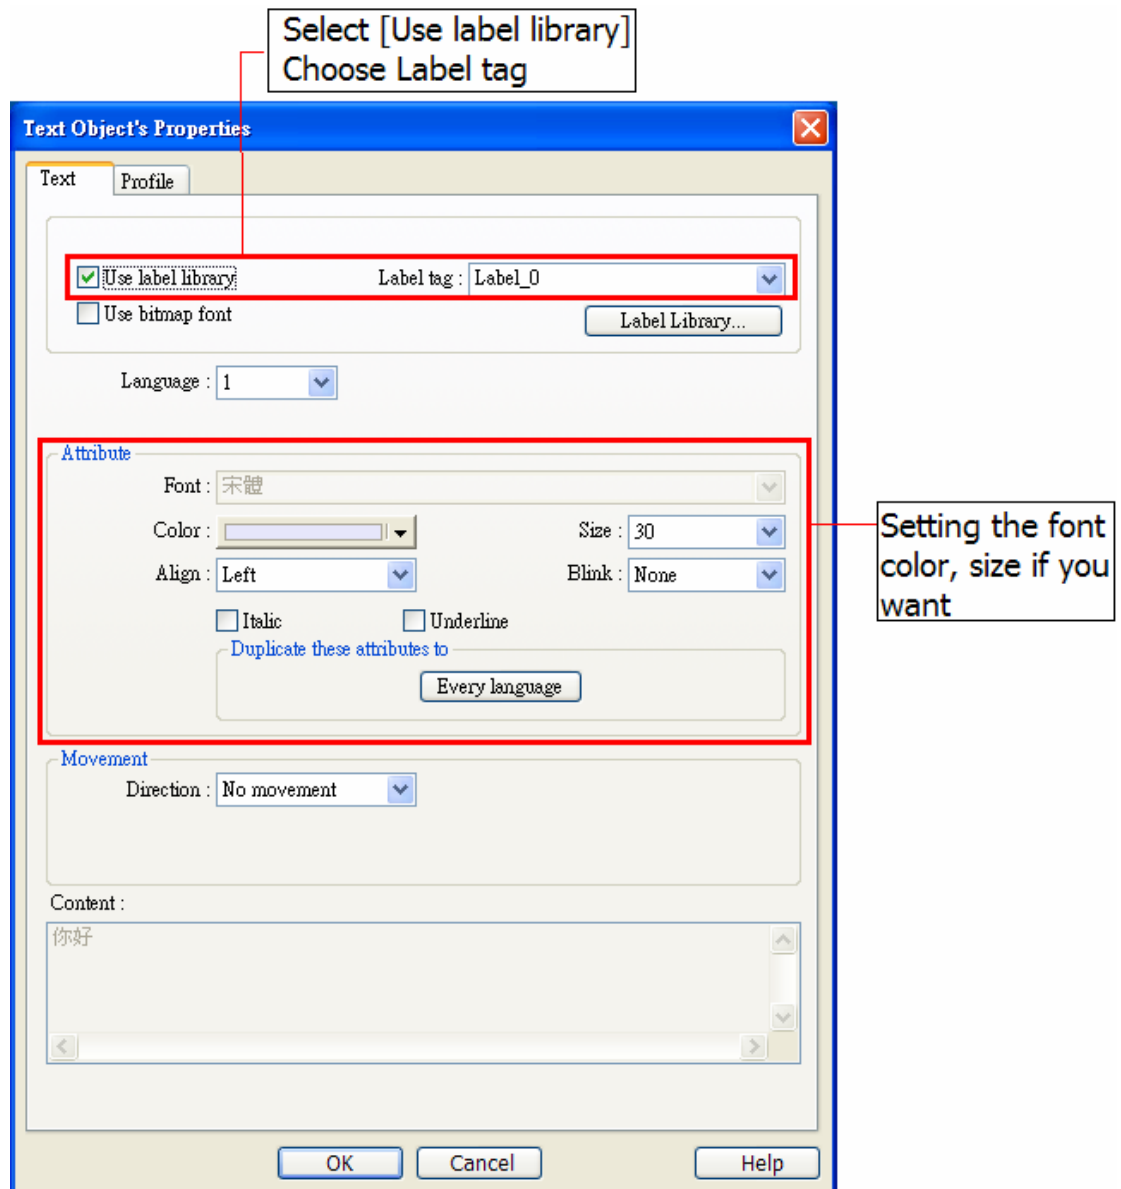 Select [Use label library]
Choose Label tag
Text Object's Properties
Text Profile
Use label library Label tag : Label_0
Use bitmap font Label Library...
Language : 1
Attribute
Font : 宋體
Color : Size : 30
Align : Left Blink : None
Italic Underline
Duplicate these attributes to
Every language
Setting the font
color, size if you
want
Movement
Direction : No movement
Content :
你好
OK Cancel Help